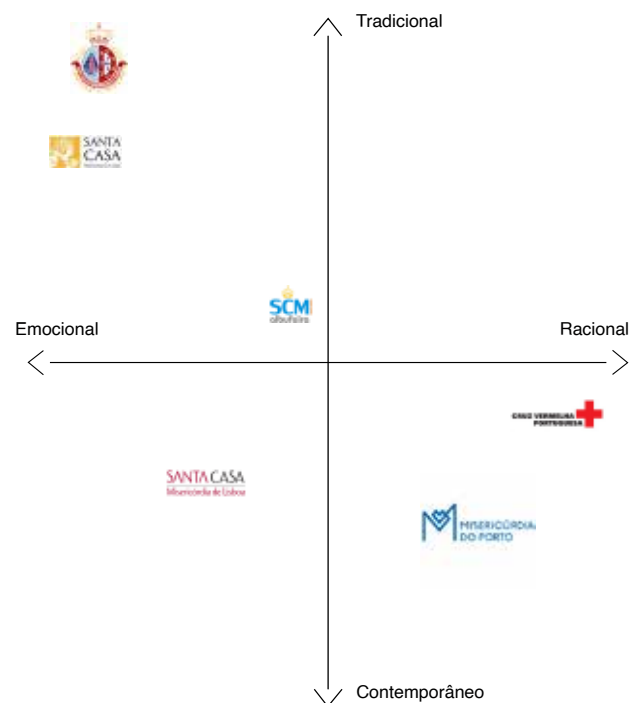 Tradicional
SANTA
CASA
SCM
albufeira
Emocional
Racional
CRUZ VERMELHA
PORTUGUESA
SANTA CASA
Misericórdia de Lisboa
MISERICÓRDIA
DO PORTO
Contemporâneo